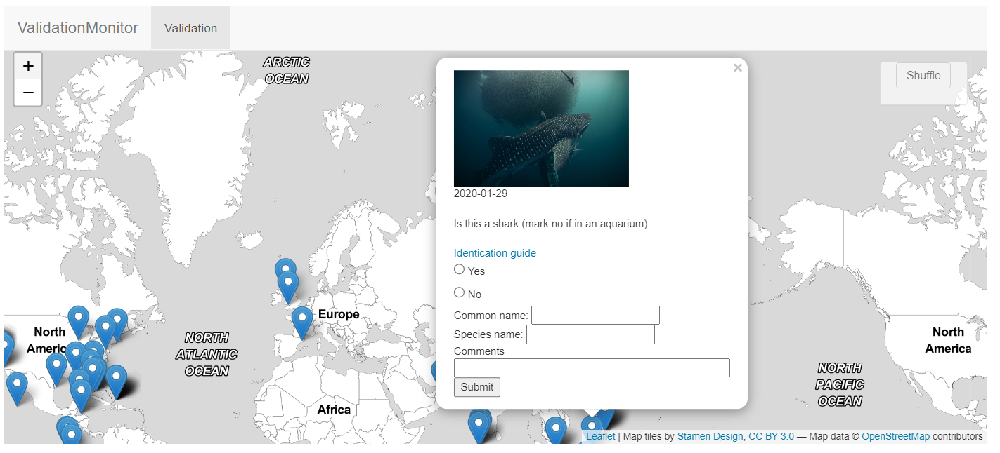 ValidationMonitor
Validation
+
−
ARCTIC
OCEAN
×
Shuffle
2020-01-29
Is this a shark (mark no if in an aquarium)
Identication guide
Yes
No
Common name:
Species name:
Comments
Submit
Europe
North
Americ
NORTH
ATLANTIC
OCEAN
Africa
North
America
NORTH
PACIFIC
OCEAN
Leaflet | Map tiles by Stamen Design, CC BY 3.0 — Map data © OpenStreetMap contributors